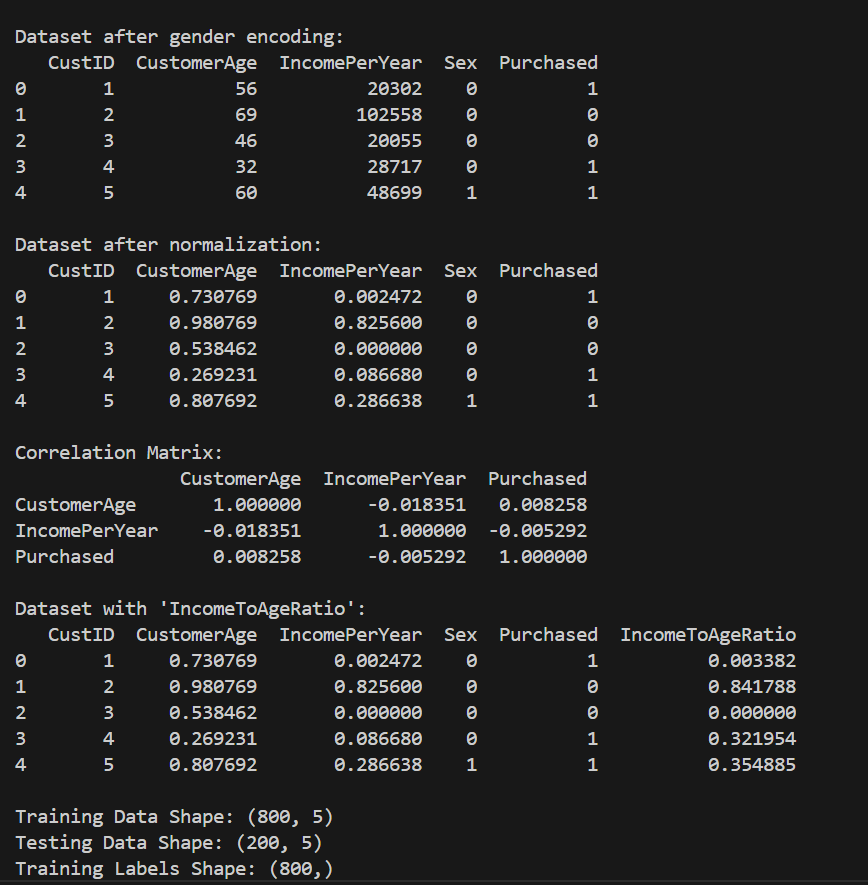 Dataset after gender encoding:
   CustID  CustomerAge  IncomePerYear  Sex  Purchased
0       1           56          20302    0          1
1       2           69         102558    0          0
2       3           46          20055    0          0
3       4           32          28717    0          1
4       5           60          48699    1          1

Dataset after normalization:
   CustID  CustomerAge  IncomePerYear  Sex  Purchased
0       1     0.730769       0.002472    0          1
1       2     0.980769       0.825600    0          0
2       3     0.538462       0.000000    0          0
3       4     0.269231       0.086680    0          1
4       5     0.807692       0.286638    1          1

Correlation Matrix:
               CustomerAge  IncomePerYear  Purchased
CustomerAge       1.000000      -0.018351   0.008258
IncomePerYear    -0.018351       1.000000  -0.005292
Purchased         0.008258      -0.005292   1.000000

Dataset with 'IncomeToAgeRatio':
   CustID  CustomerAge  IncomePerYear  Sex  Purchased  IncomeToAgeRatio
0       1     0.730769       0.002472    0          1          0.003382
1       2     0.980769       0.825600    0          0          0.841788
2       3     0.538462       0.000000    0          0          0.000000
3       4     0.269231       0.086680    0          1          0.321954
4       5     0.807692       0.286638    1          1          0.354885

Training Data Shape: (800, 5)
Testing Data Shape: (200, 5)
Training Labels Shape: (800,)